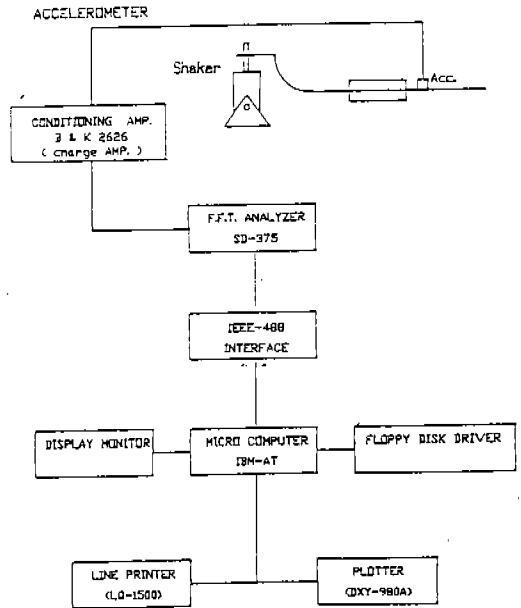 ACCELEROMETER
Shaker
Acc.
CONDITIONING AMP.
B & K 2626
( charge AMP. )
F.F.T. ANALYZER
SD-375
IEEE-488
INTERFACE
DISPLAY MONITOR
MICRO COMPUTER
IBM-AT
FLOPPY DISK DRIVER
LINE PRINTER
(LQ-1500)
PLOTTER
(DXY-980A)